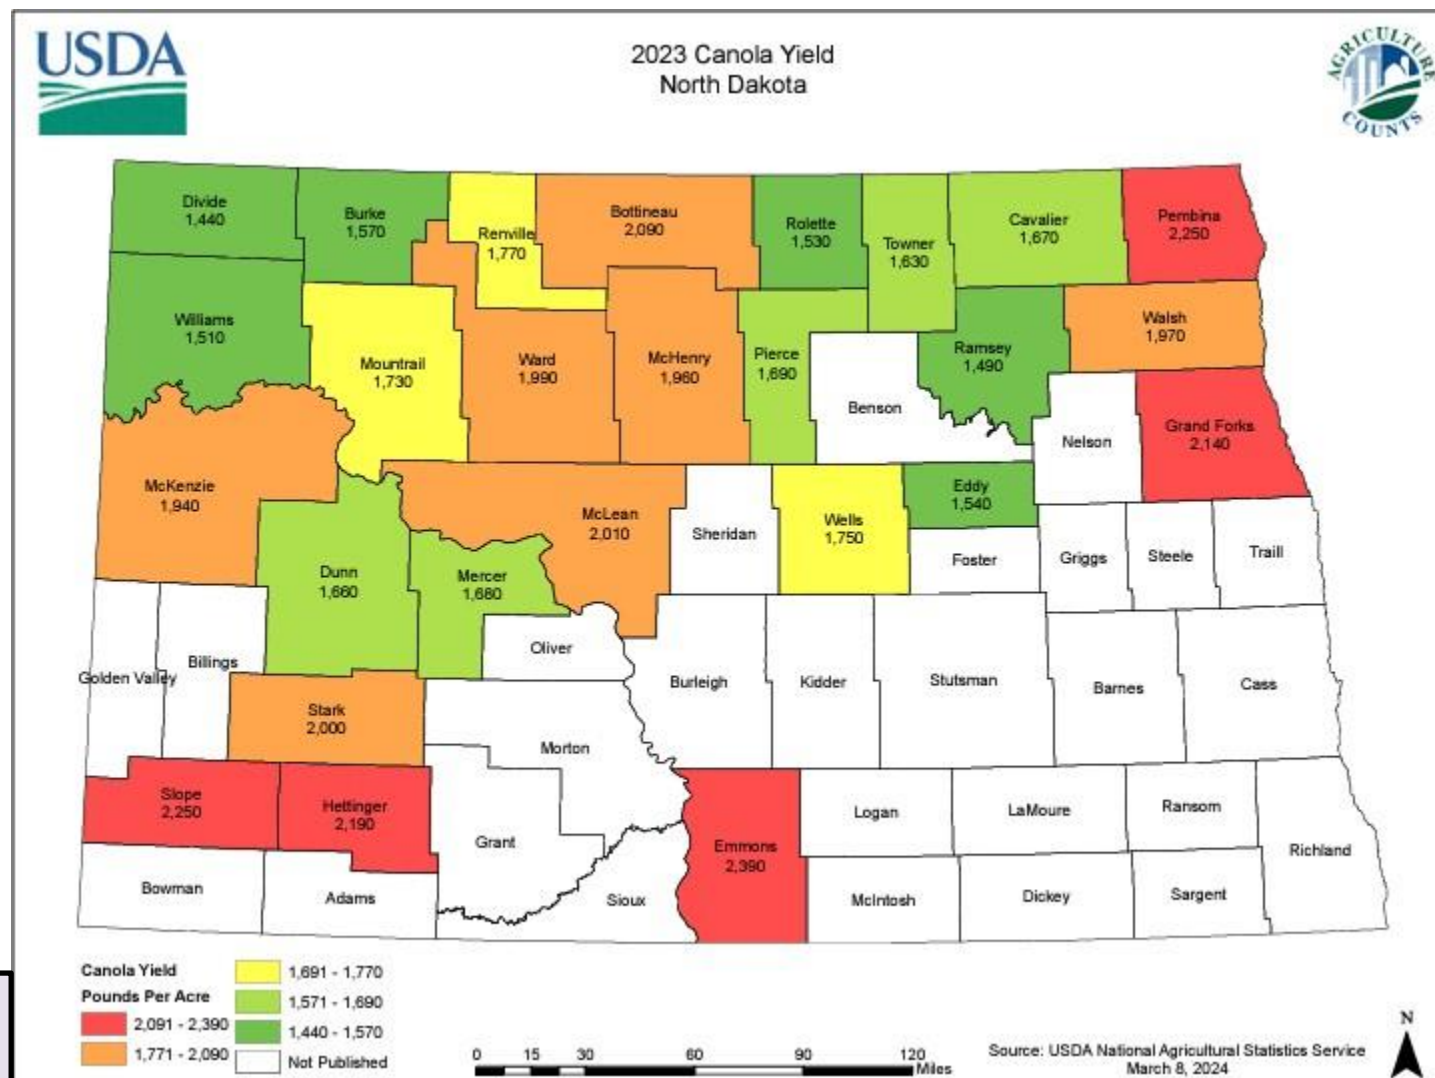 USDA
2023 Canola Yield
North Dakota
AGRICULTURE
COUNTS
Divide
1,440
Burke
1,570
Renville
1,770
Bottineau
2,090
Rolette
1,530
Towner
1,630
Cavalier
1,670
Pembina
2,250
Williams
1,510
Mountrail
1,730
Ward
1,990
McHenry
1,960
Pierce
1,690
Benson
Ramsey
1,490
Walsh
1,970
Nelson
Grand Forks
2,140
McKenzie
1,940
Dunn
1,660
Mercer
1,680
McLean
2,010
Sheridan
Wells
1,750
Eddy
1,540
Foster
Griggs
Steele
Traill
Golden Valley
Billings
Oliver
Burleigh
Kidder
Stutsman
Barnes
Cass
Stark
2,000
Morton
Slope
2,250
Hettinger
2,190
Grant
Emmons
2,390
Logan
LaMoure
Ransom
Richland
Bowman
Adams
Sioux
McIntosh
Dickey
Sargent
Canola Yield
Pounds Per Acre
2,091 - 2,390
1,771 - 2,090
1,691 - 1,770
1,571 - 1,690
1,440 - 1,570
Not Published
0 15 30 60 90 120
Miles
Source: USDA National Agricultural Statistics Service
March 8, 2024
N